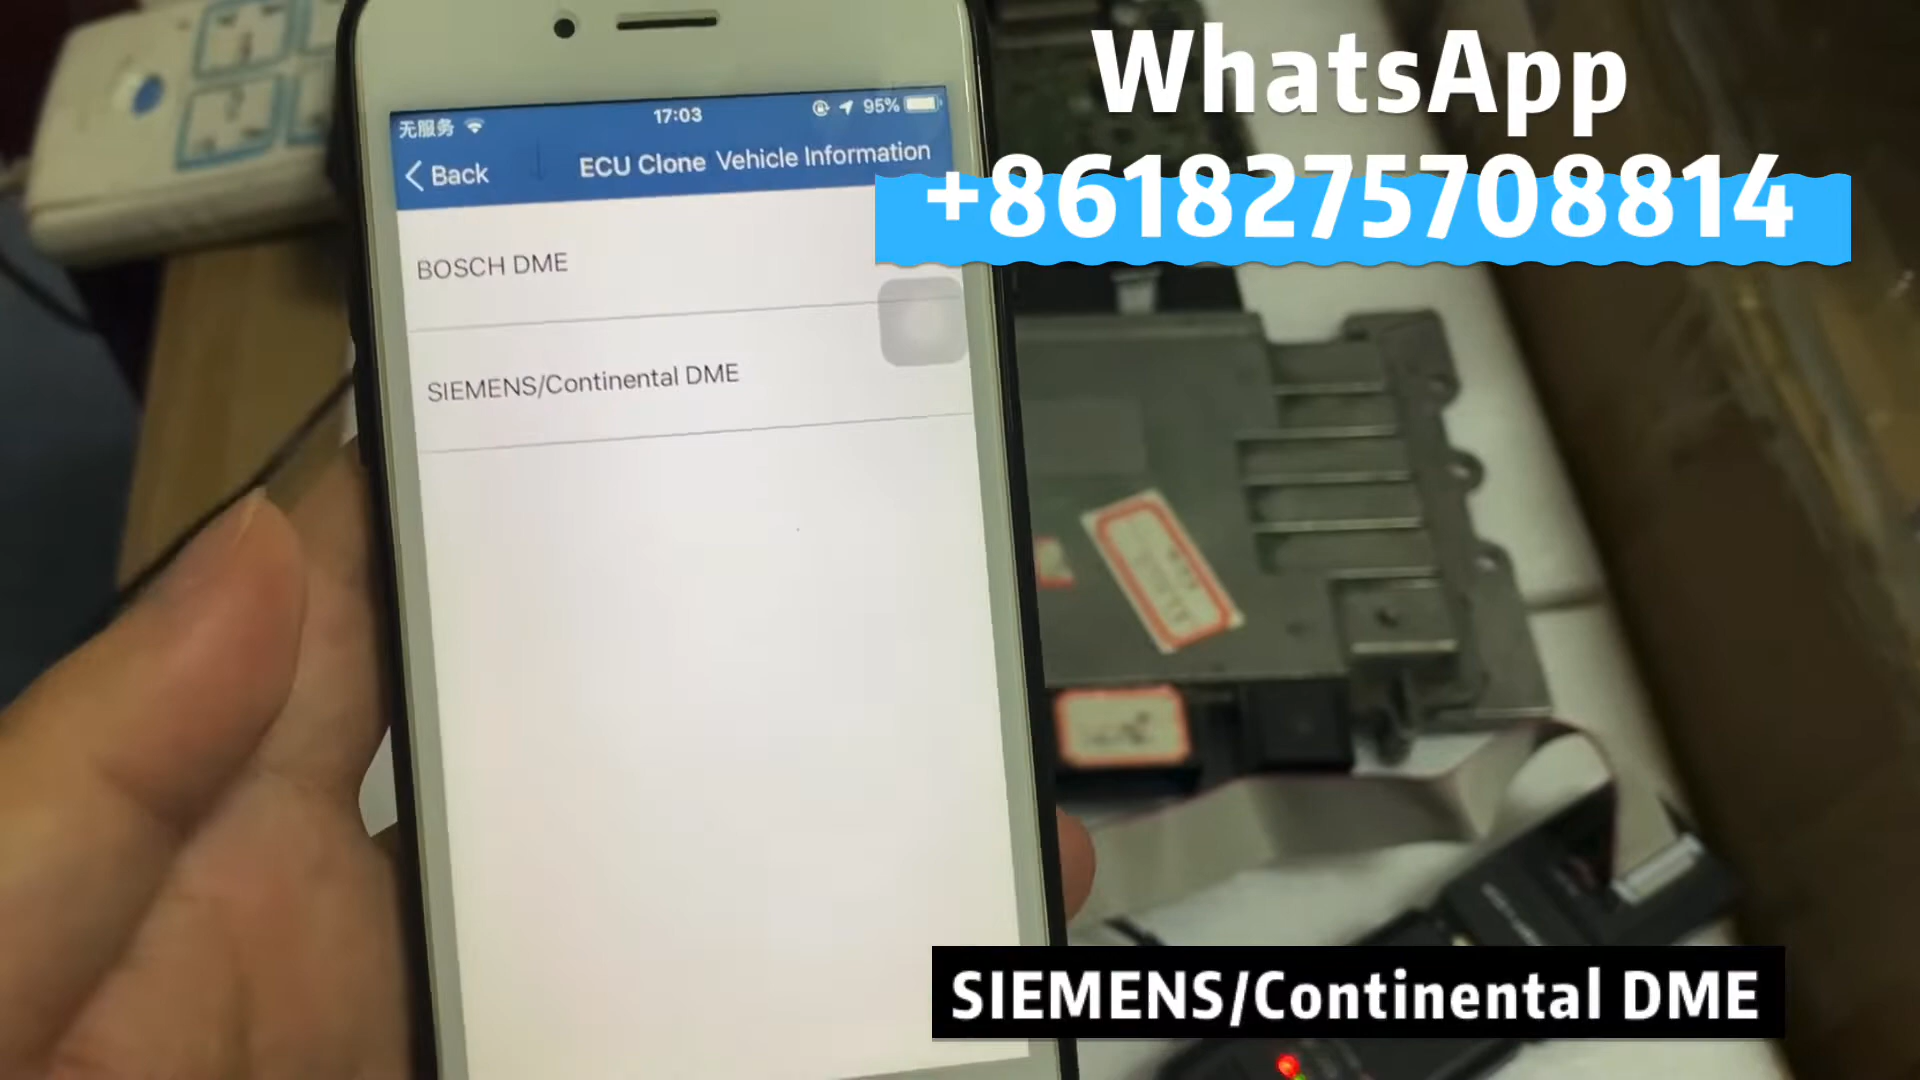 WhatsApp
+8618275708814
无服务 17:03 95%
Back ECU Clone Vehicle Information
BOSCH DME
SIEMENS/Continental DME
SIEMENS/Continental DME